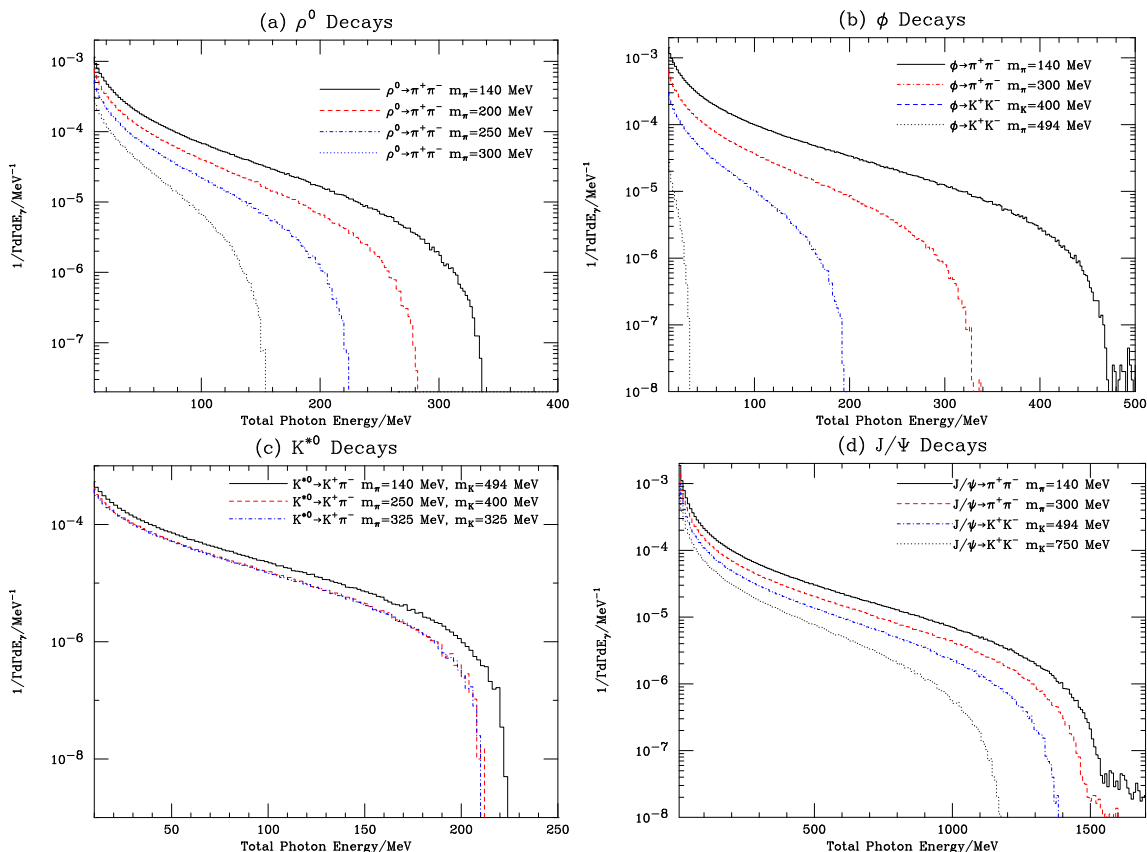 (a) ρ⁰ Decays
10⁻³
10⁻⁴
10⁻⁵
10⁻⁶
10⁻⁷
1/ΓdΓdE_γ/MeV⁻¹
ρ⁰→π⁺π⁻ m_π=140 MeV
ρ⁰→π⁺π⁻ m_π=200 MeV
ρ⁰→π⁺π⁻ m_π=250 MeV
ρ⁰→π⁺π⁻ m_π=300 MeV
100 200 300 400
Total Photon Energy/MeV
(b) ϕ Decays
10⁻³
10⁻⁴
10⁻⁵
10⁻⁶
10⁻⁷
10⁻⁸
1/ΓdΓdE_γ/MeV⁻¹
ϕ→π⁺π⁻ m_π=140 MeV
ϕ→π⁺π⁻ m_π=300 MeV
ϕ→K⁺K⁻ m_K=400 MeV
ϕ→K⁺K⁻ m_π=494 MeV
100 200 300 400 500
Total Photon Energy/MeV
(c) K*⁰ Decays
10⁻⁴
10⁻⁶
10⁻⁸
1/ΓdΓdE_γ/MeV⁻¹
K*⁰→K⁺π⁻ m_π=140 MeV, m_K=494 MeV
K*⁰→K⁺π⁻ m_π=250 MeV, m_K=400 MeV
K*⁰→K⁺π⁻ m_π=325 MeV, m_K=325 MeV
50 100 150 200 250
Total Photon Energy/MeV
(d) J/Ψ Decays
10⁻³
10⁻⁴
10⁻⁵
10⁻⁶
10⁻⁷
10⁻⁸
1/ΓdΓdE_γ/MeV⁻¹
J/ψ→π⁺π⁻ m_π=140 MeV
J/ψ→π⁺π⁻ m_π=300 MeV
J/ψ→K⁺K⁻ m_K=494 MeV
J/ψ→K⁺K⁻ m_K=750 MeV
500 1000 1500
Total Photon Energy/MeV